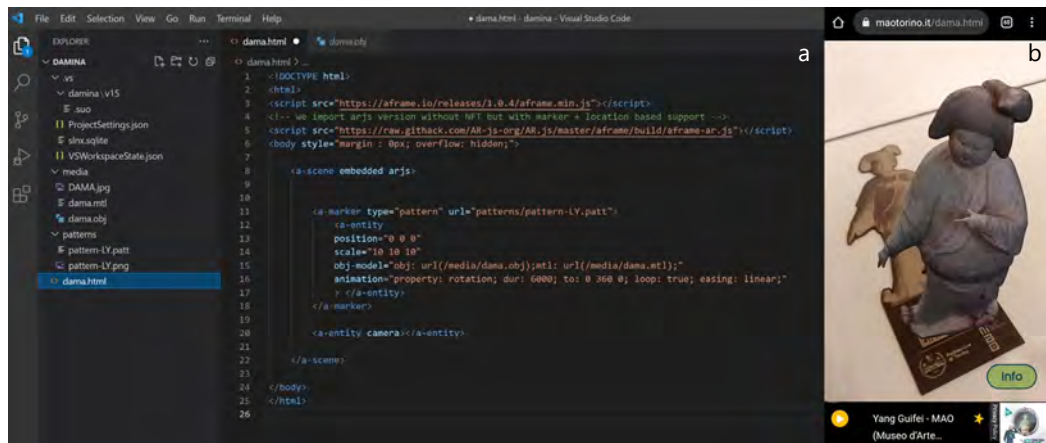 File Edit Selection View Go Run Terminal Help
● dama.html - damina - Visual Studio Code
EXPLORER ...
DAMINA
.vs
damina \ v15
.suo
ProjectSettings.json
slnx.sqlite
VSWorkspaceState.json
media
DAMA.jpg
dama.mtl
dama.obj
patterns
pattern-LY.patt
pattern-LY.png
dama.html
dama.html ●
dama.obj
dama.html > ...
1 <!DOCTYPE html>
2 <html>
3 <script src="https://aframe.io/releases/1.0.4/aframe.min.js"></script>
4 <!-- we import arjs version without NFT but with marker + location based support -->
5 <script src="https://raw.githack.com/AR-js-org/AR.js/master/aframe/build/aframe-ar.js"></script>
6 <body style="margin : 0px; overflow: hidden;">
7
8 <a-scene embedded arjs>
9
10
11 <a-marker type="pattern" url="patterns/pattern-LY.patt">
12 <a-entity
13 position="0 0 0"
14 scale="10 10 10"
15 obj-model="obj: url(/media/dama.obj);mtl: url(/media/dama.mtl);"
16 animation="property: rotation; dur: 6000; to: 0 360 0; loop: true; easing: linear;"
17 > </a-entity>
18 </a-marker>
19
20 <a-entity camera></a-entity>
21
22 </a-scene>
23
24 </body>
25 </html>
26
a
maotorino.it/dama.html
b
Info
Yang Guifei - MAO
(Museo d'Arte...
Privacy Policy